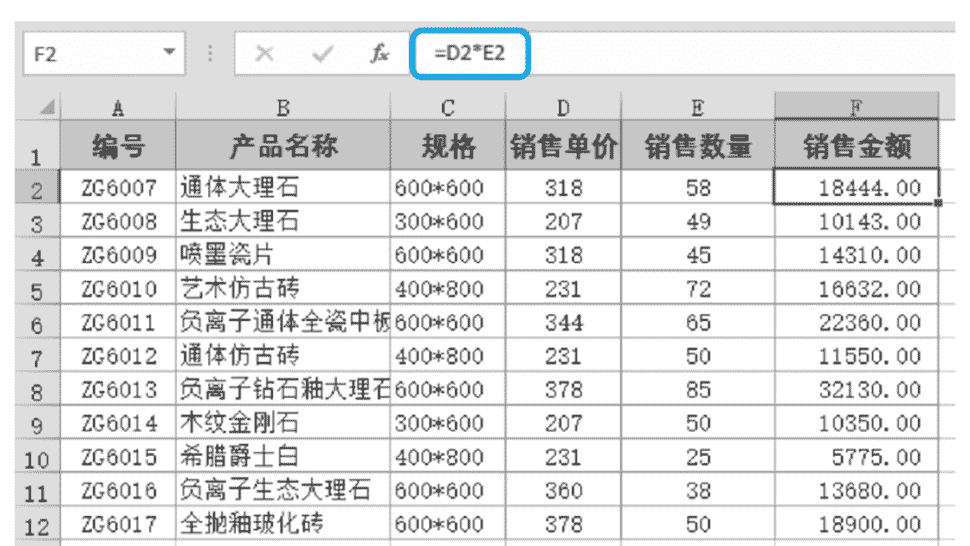 F2 fx =D2*E2
A B C D E F
1 编号 产品名称 规格 销售单价 销售数量 销售金额
2 ZG6007 通体大理石 600*600 318 58 18444.00
3 ZG6008 生态大理石 300*600 207 49 10143.00
4 ZG6009 喷墨瓷片 600*600 318 45 14310.00
5 ZG6010 艺术仿古砖 400*800 231 72 16632.00
6 ZG6011 负离子通体全瓷中板 600*600 344 65 22360.00
7 ZG6012 通体仿古砖 400*800 231 50 11550.00
8 ZG6013 负离子钻石釉大理石 600*600 378 85 32130.00
9 ZG6014 木纹金刚石 300*600 207 50 10350.00
10 ZG6015 希腊爵士白 400*800 231 25 5775.00
11 ZG6016 负离子生态大理石 600*600 360 38 13680.00
12 ZG6017 全抛釉玻化砖 600*600 378 50 18900.00